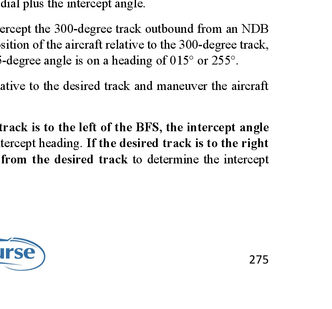 dial plus the intercept angle.
tercept the 300-degree track outbound from an NDB
sition of the aircraft relative to the 300-degree track,
-degree angle is on a heading of 015° or 255°.
ative to the desired track and maneuver the aircraft
track is to the left of the BFS, the intercept angle
tercept heading. If the desired track is to the right
from the desired track to determine the intercept
urse
275